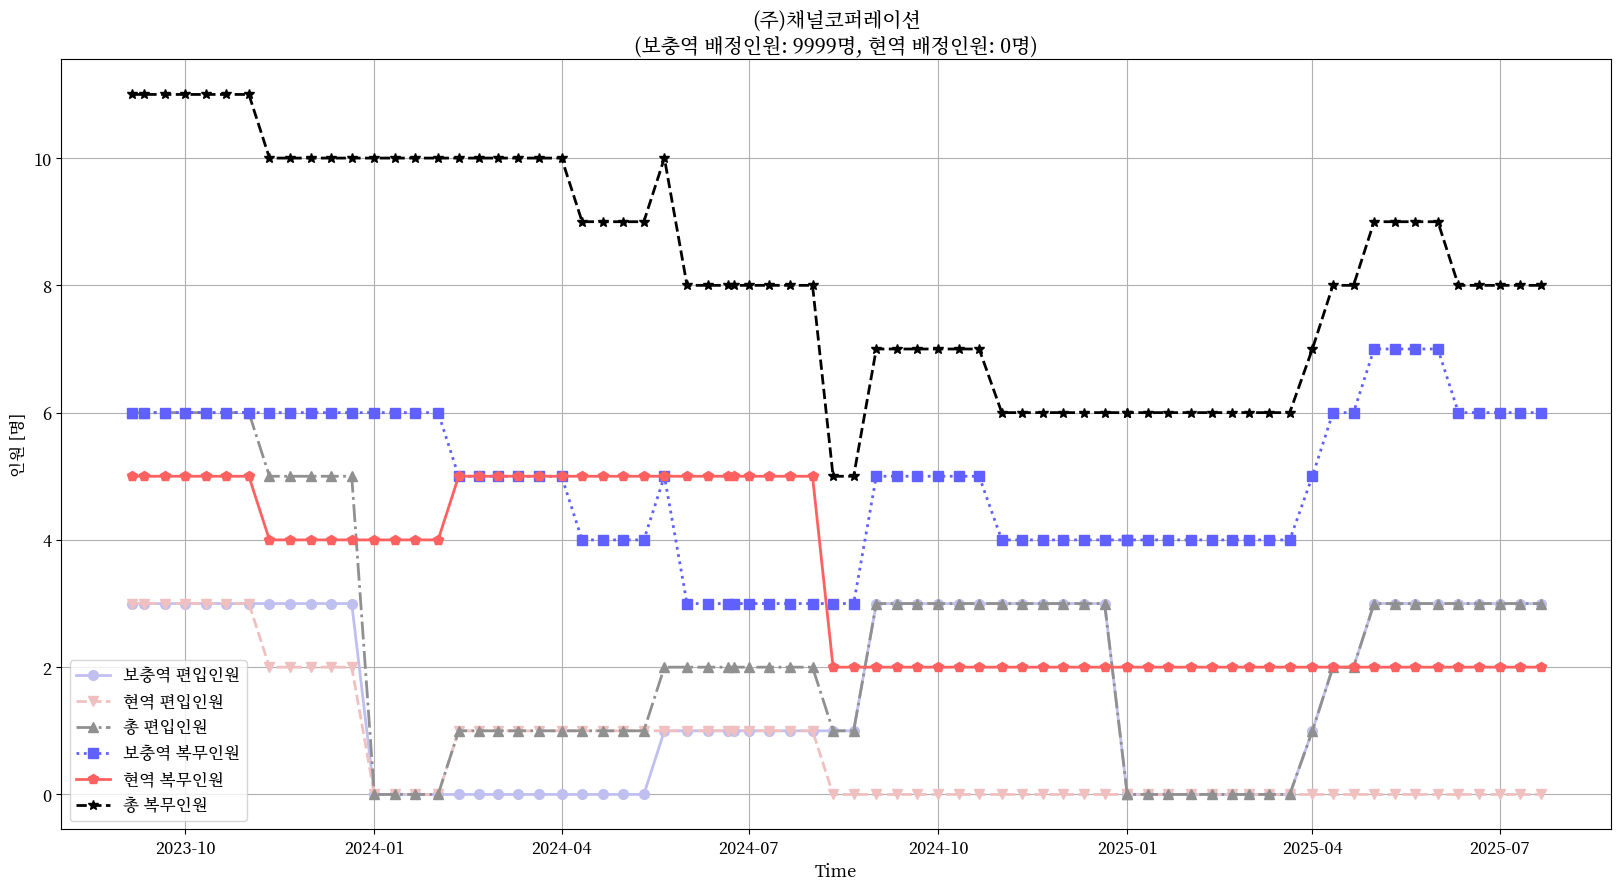 (주)채널코퍼레이션
(보충역 배정인원: 9999명, 현역 배정인원: 0명)
인원 [명]
10
8
6
4
2
0
보충역 편입인원
현역 편입인원
총 편입인원
보충역 복무인원
현역 복무인원
총 복무인원
2023-10
2024-01
2024-04
2024-07
2024-10
2025-01
2025-04
2025-07
Time